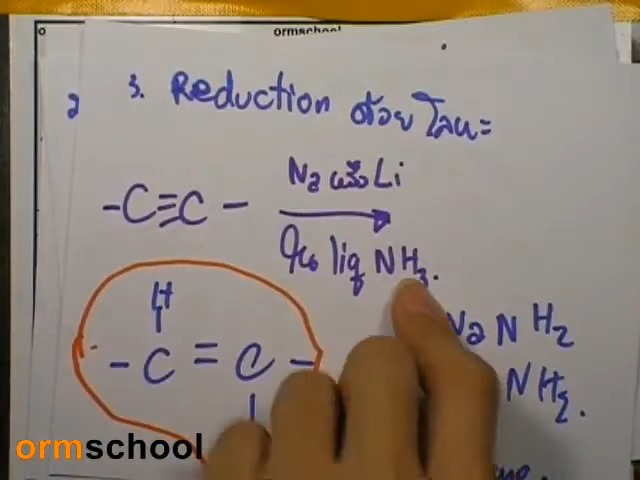 ormschool
2
3. Reduction ด้วยโลหะ
-C≡C-
Na หรือ Li
ใน liq NH₃.
H
-C=C-
NaNH₂
NH₂.
ormschool